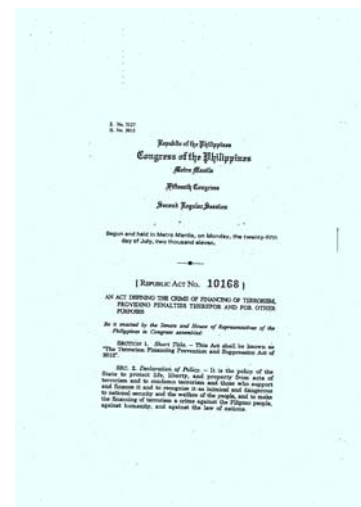 S. No. 3127
H. No. 5015
Republic of the Philippines
Congress of the Philippines
Metro Manila
Fifteenth Congress
Second Regular Session
Begun and held in Metro Manila, on Monday, the twenty-fifth
day of July, two thousand eleven.
[ REPUBLIC ACT NO. 10168 ]
AN ACT DEFINING THE CRIME OF FINANCING OF TERRORISM,
PROVIDING PENALTIES THEREFOR AND FOR OTHER
PURPOSES
Be it enacted by the Senate and House of Representatives of the
Philippines in Congress assembled:
SECTION 1. Short Title. – This Act shall be known as
"The Terrorism Financing Prevention and Suppression Act of
2012".
SEC. 2. Declaration of Policy. – It is the policy of the
State to protect life, liberty, and property from acts of
terrorism and to condemn terrorism and those who support
and finance it and to recognize it as inimical and dangerous
to national security and the welfare of the people, and to make
the financing of terrorism a crime against the Filipino people,
against humanity, and against the law of nations.